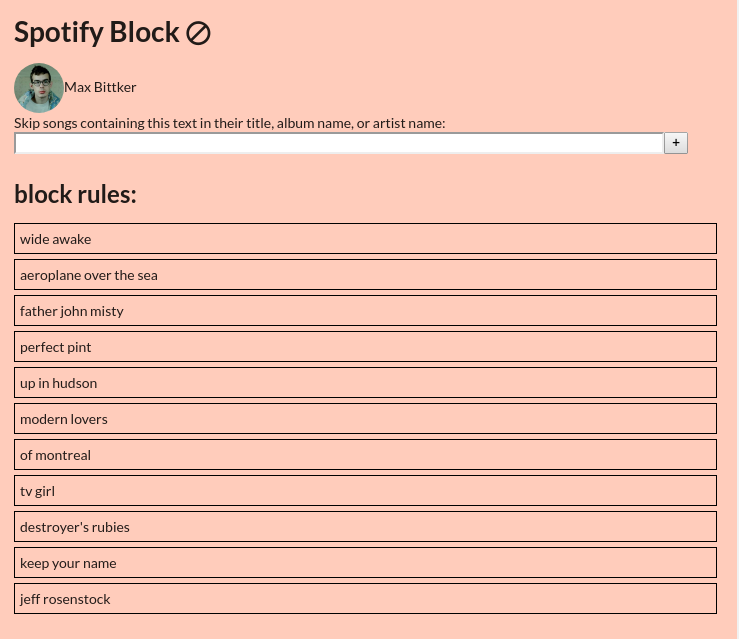 Spotify Block
Max Bittker
Skip songs containing this text in their title, album name, or artist name:
+
block rules:
wide awake
aeroplane over the sea
father john misty
perfect pint
up in hudson
modern lovers
of montreal
tv girl
destroyer's rubies
keep your name
jeff rosenstock